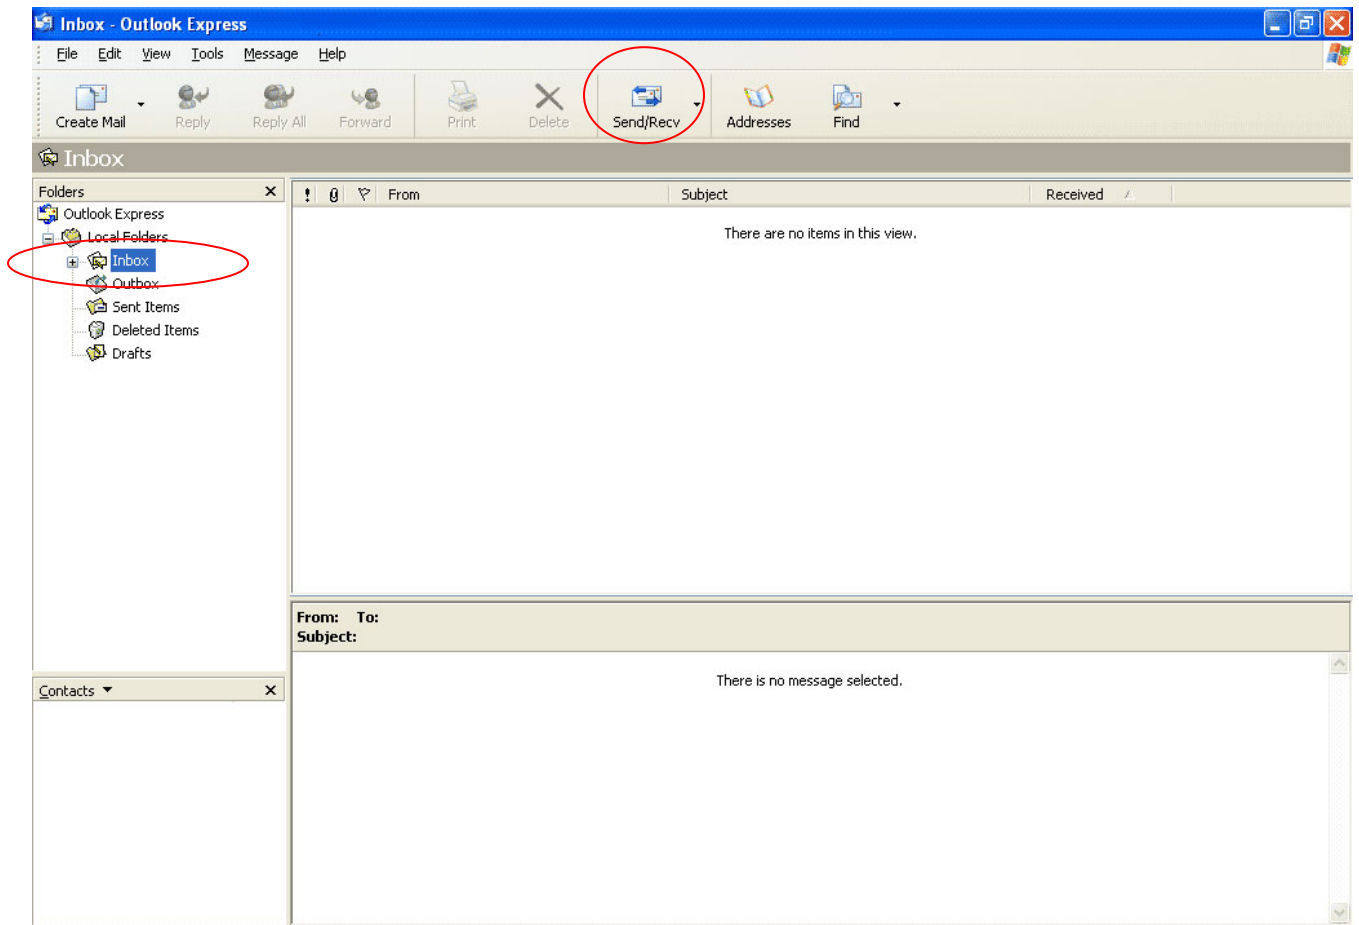 Inbox - Outlook Express
File Edit View Tools Message Help
Create Mail Reply Reply All Forward Print Delete Send/Recv Addresses Find
Inbox
Folders
! From Subject Received
Outlook Express
Local Folders
There are no items in this view.
Inbox
Outbox
Sent Items
Deleted Items
Drafts
From: To:
Subject:
There is no message selected.
Contacts